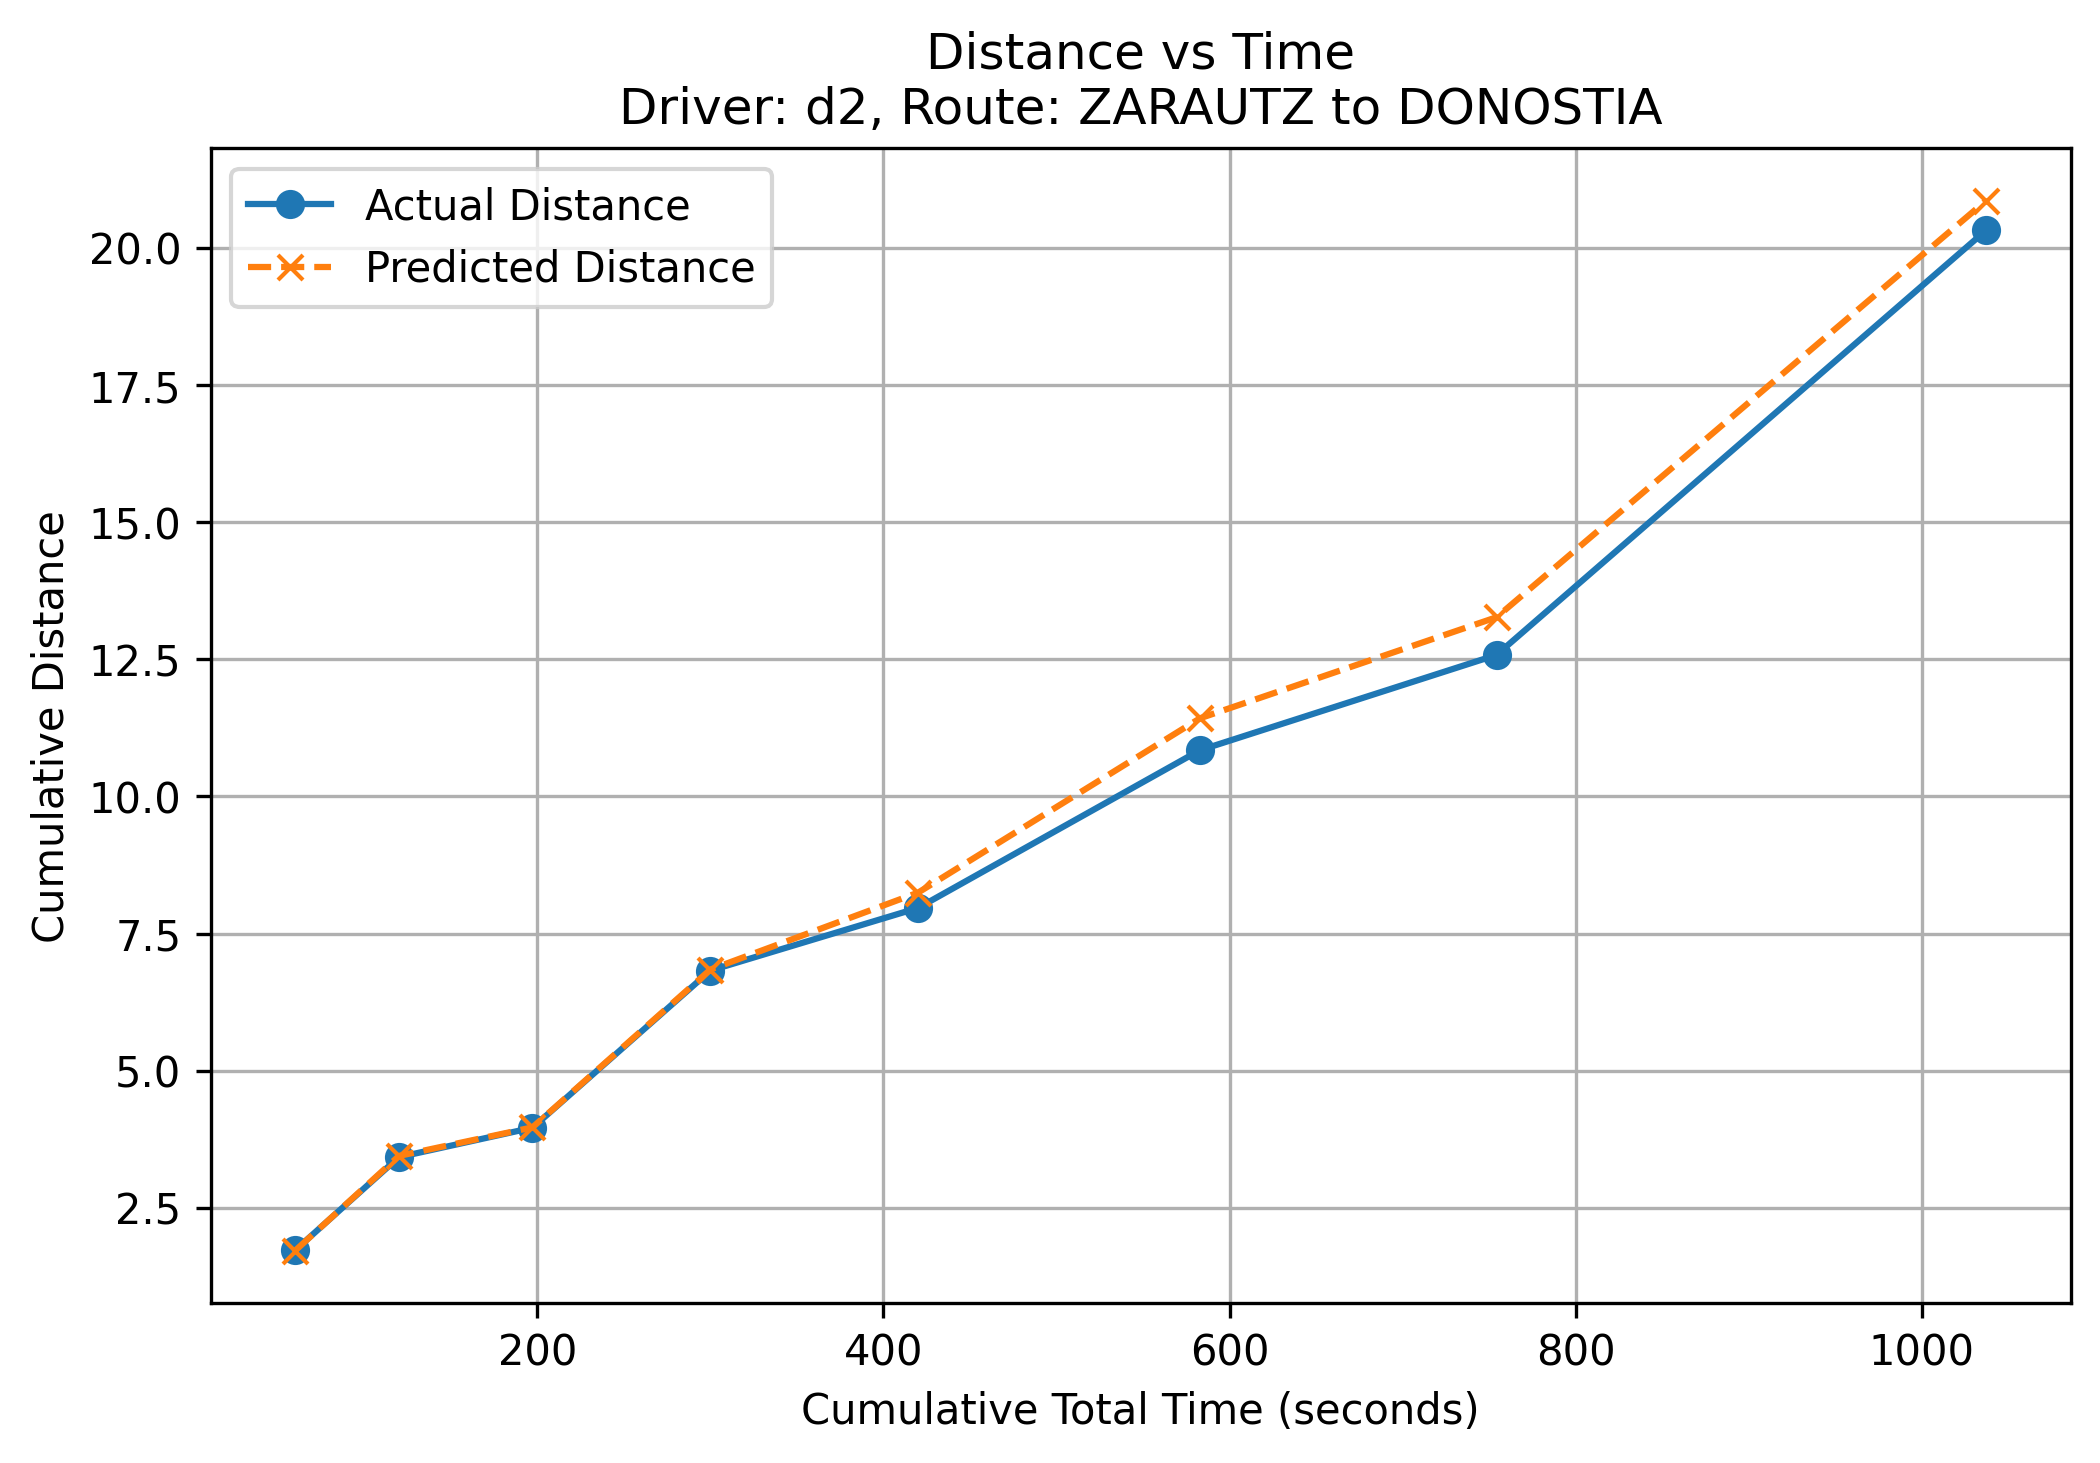 Distance vs Time
Driver: d2, Route: ZARAUTZ to DONOSTIA
Actual Distance
Predicted Distance
Cumulative Distance
20.0
17.5
15.0
12.5
10.0
7.5
5.0
2.5
200 400 600 800 1000
Cumulative Total Time (seconds)